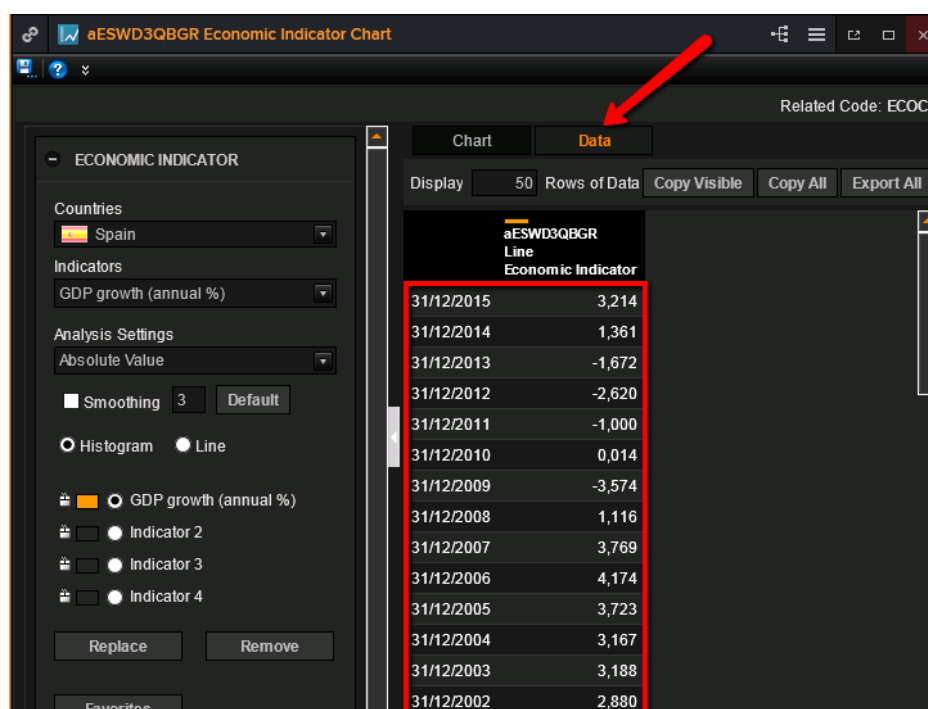 aESWD3QBGR Economic Indicator Chart
Related Code: ECOC
ECONOMIC INDICATOR
Countries
Spain
Indicators
GDP growth (annual %)
Analysis Settings
Absolute Value
Smoothing 3 Default
Histogram Line
GDP growth (annual %)
Indicator 2
Indicator 3
Indicator 4
Replace Remove
Favorites
Chart Data
Display 50 Rows of Data Copy Visible Copy All Export All
aESWD3QBGR
Line
Economic Indicator
31/12/2015 3,214
31/12/2014 1,361
31/12/2013 -1,672
31/12/2012 -2,620
31/12/2011 -1,000
31/12/2010 0,014
31/12/2009 -3,574
31/12/2008 1,116
31/12/2007 3,769
31/12/2006 4,174
31/12/2005 3,723
31/12/2004 3,167
31/12/2003 3,188
31/12/2002 2,880